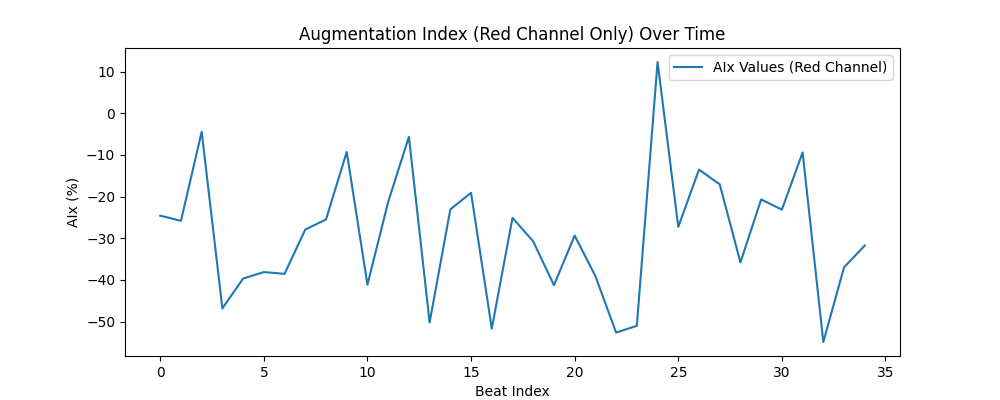 Augmentation Index (Red Channel Only) Over Time
AIx Values (Red Channel)
AIx (%)
10
0
−10
−20
−30
−40
−50
0 5 10 15 20 25 30 35
Beat Index